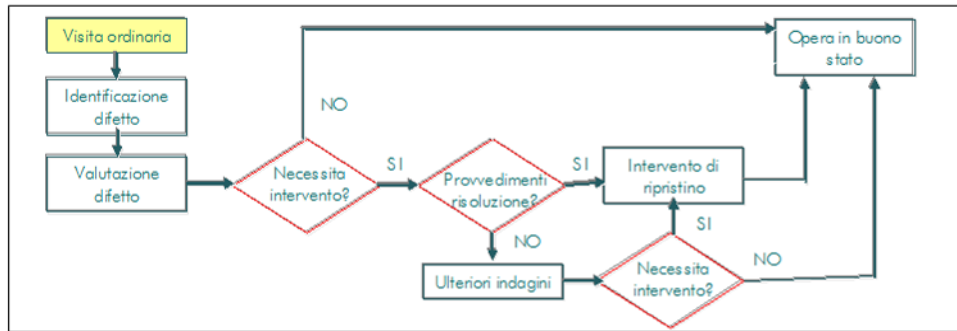 Visita ordinaria
Identificazione
difetto
Valutazione
difetto
NO
Necessita
intervento?
SI
Provvedimenti
risoluzione?
SI
Intervento di
ripristino
Opera in buono
stato
NO
Ulteriori indagini
SI
Necessita
intervento?
NO